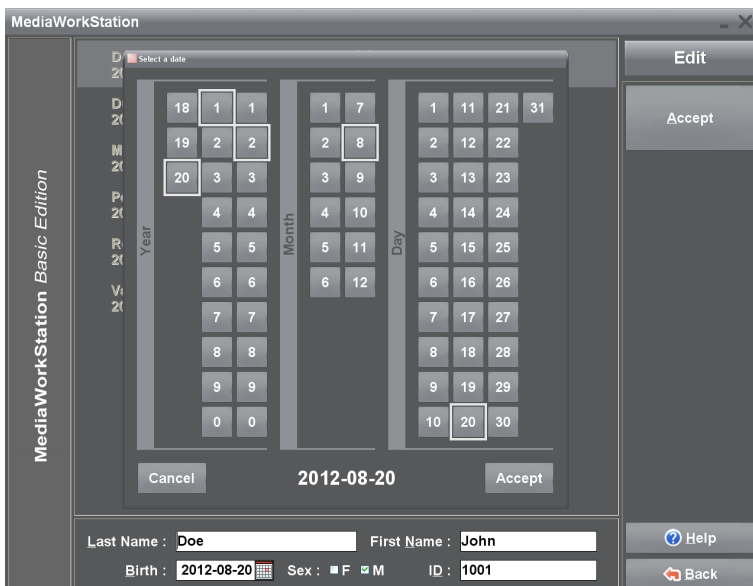 MediaWorkStation
MediaWorkStation Basic Edition
Select a date
Year
18 1 1
19 2 2
20 3 3
4 4
5 5
6 6
7 7
8 8
9 9
0 0
Month
1 7
2 8
3 9
4 10
5 11
6 12
Day
1 11 21 31
2 12 22
3 13 23
4 14 24
5 15 25
6 16 26
7 17 27
8 18 28
9 19 29
10 20 30
Cancel 2012-08-20 Accept
Last Name : Doe First Name : John
Birth : 2012-08-20 Sex : F M ID : 1001
Edit
Accept
Help
Back